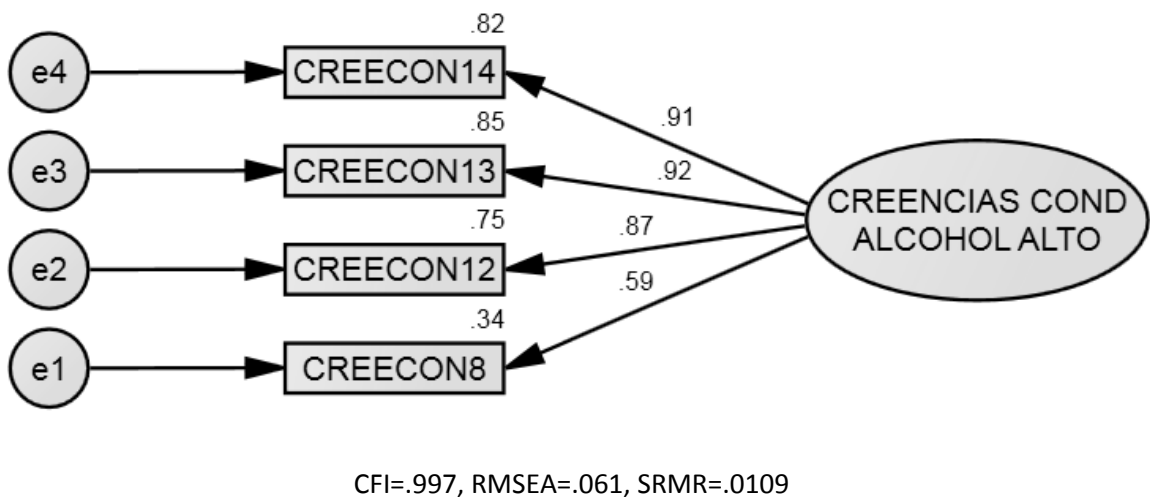 .82
e4 CREECON14
.91
.85
e3 CREECON13
.92
CREENCIAS COND
ALCOHOL ALTO
.75
.87
e2 CREECON12
.59
.34
e1 CREECON8
CFI=.997, RMSEA=.061, SRMR=.0109